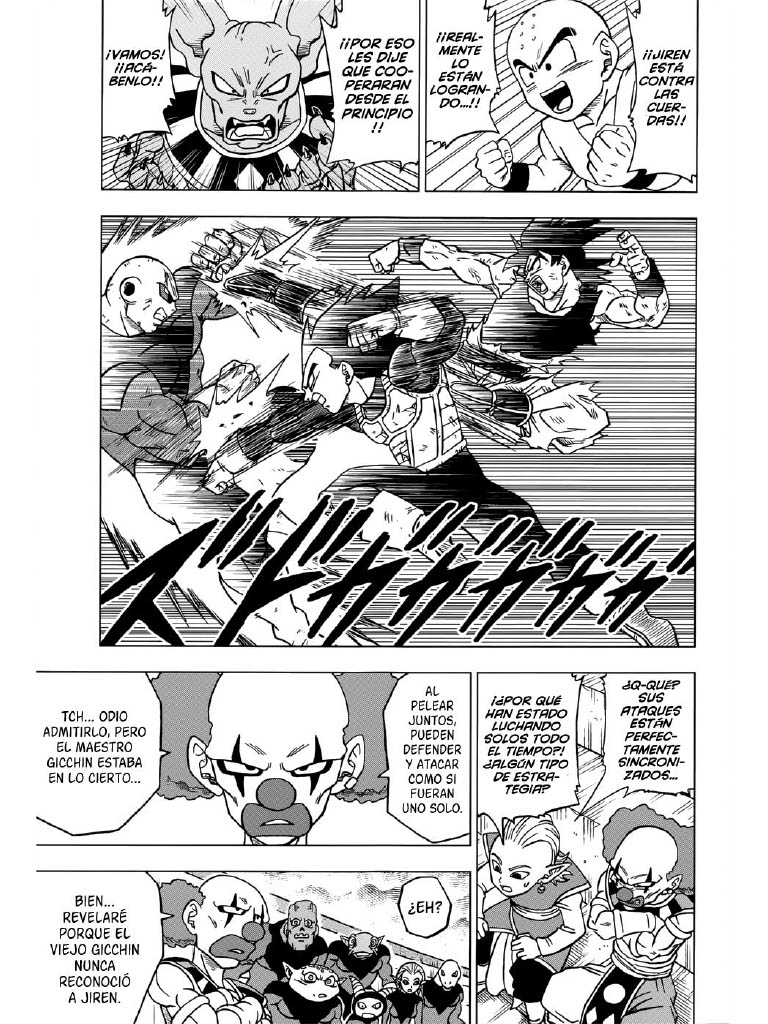 ¡¡JIREN
ESTÁ
CONTRA
LAS
CUER-
DAS!!
¡¡REAL-
MENTE
LO
ESTÁN
LOGRAN-
DO...!!
¡¡POR ESO
LES DIJE
QUE COO-
PERARAN
DESDE EL
PRINCIPIO
!!
¡VAMOS!
¡¡ACÁ-
BENLO!!
ズドドガガガガガガ
¿Q-QUÉ?
SUS
ATAQUES
ESTÁN
PERFEC-
TAMENTE
SINCRONI-
ZADOS...
¡¿POR QUÉ
HAN ESTADO
LUCHANDO
SOLOS TODO
EL TIEMPO?!
¿ALGÚN TIPO
DE ESTRA-
TEGIA?
AL
PELEAR
JUNTOS,
PUEDEN
DEFENDER
Y ATACAR
COMO SI
FUERAN
UNO SOLO.
TCH... ODIO
ADMITIRLO, PERO
EL MAESTRO
GICCHIN ESTABA
EN LO CIERTO...
¿EH?
BIEN...
REVELARÉ
PORQUE EL
VIEJO GICCHIN
NUNCA
RECONOCIÓ
A JIREN.